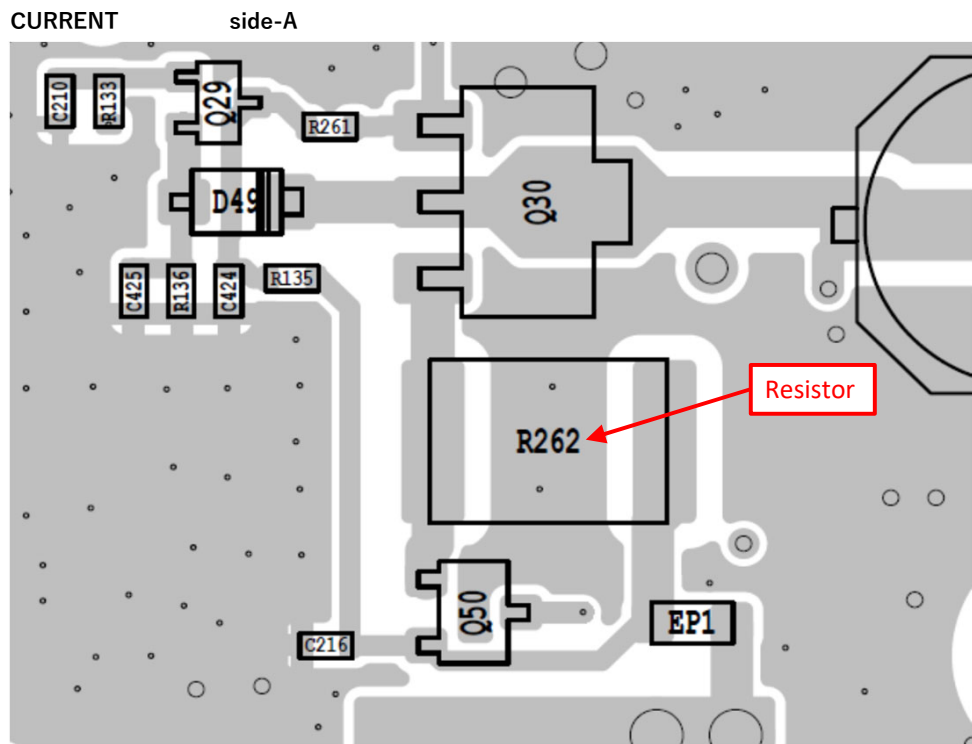 CURRENT side-A
C210
R133
Q29
R261
D49
Q30
C425
R136
C424
R135
Resistor
R262
Q50
EP1
C216